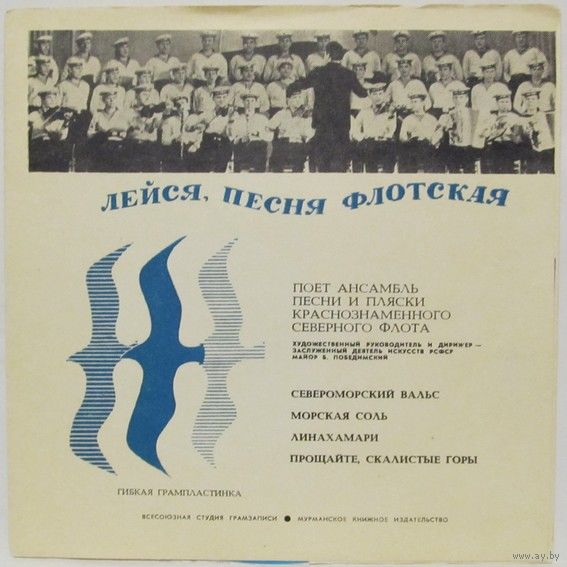 ЛЕЙСЯ, ПЕСНЯ ФЛОТСКАЯ
ПОЕТ АНСАМБЛЬ
ПЕСНИ И ПЛЯСКИ
КРАСНОЗНАМЕННОГО
СЕВЕРНОГО ФЛОТА
ХУДОЖЕСТВЕННЫЙ РУКОВОДИТЕЛЬ И ДИРИЖЕР —
ЗАСЛУЖЕННЫЙ ДЕЯТЕЛЬ ИСКУССТВ РСФСР
МАЙОР Б. ПОБЕДИМСКИЙ
СЕВЕРОМОРСКИЙ ВАЛЬС
МОРСКАЯ СОЛЬ
ЛИНАХАМАРИ
ПРОЩАЙТЕ, СКАЛИСТЫЕ ГОРЫ
ГИБКАЯ ГРАМПЛАСТИНКА
ВСЕСОЮЗНАЯ СТУДИЯ ГРАМЗАПИСИ ● МУРМАНСКОЕ КНИЖНОЕ ИЗДАТЕЛЬСТВО
www.ay.by